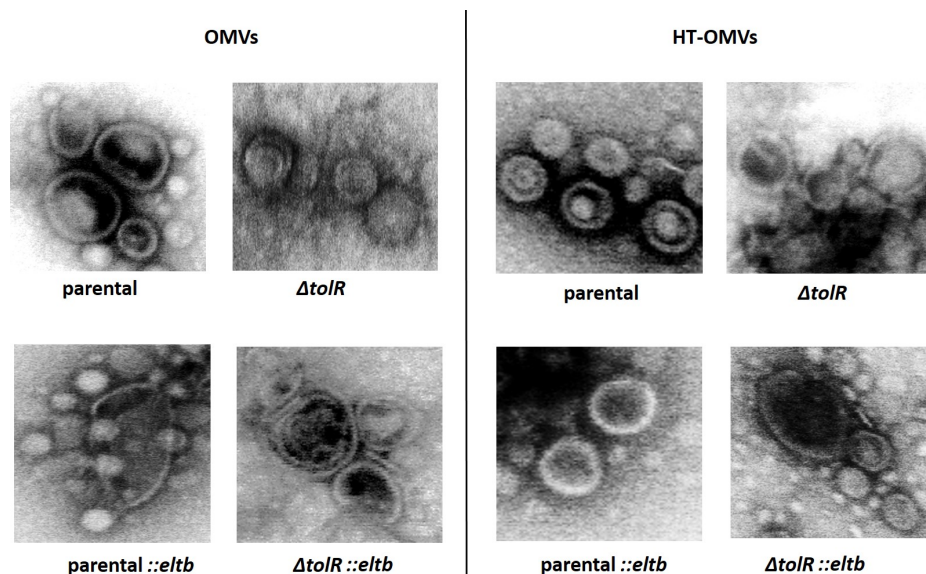 OMVs
HT-OMVs
parental
ΔtolR
parental
ΔtolR
parental ::eltb
ΔtolR ::eltb
parental ::eltb
ΔtolR ::eltb